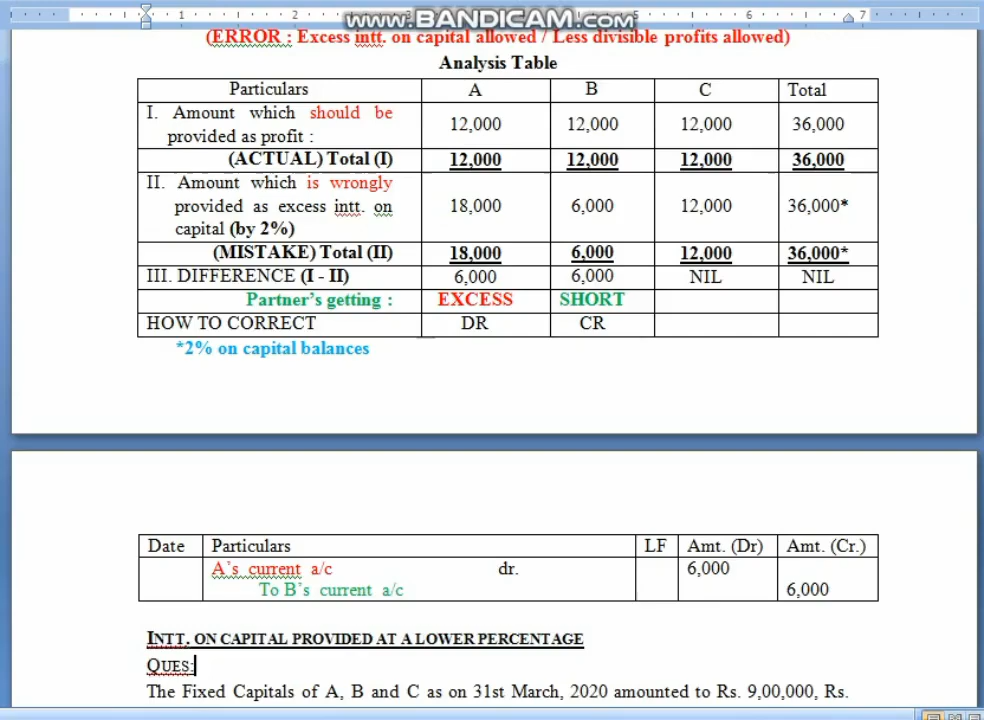 1 2 3 5 6 7
www.BANDICAM.com
(ERROR : Excess intt. on capital allowed / Less divisible profits allowed)
Analysis Table
Particulars A B C Total
I. Amount which should be
provided as profit : 12,000 12,000 12,000 36,000
(ACTUAL) Total (I) 12,000 12,000 12,000 36,000
II. Amount which is wrongly
provided as excess intt. on 18,000 6,000 12,000 36,000*
capital (by 2%)
(MISTAKE) Total (II) 18,000 6,000 12,000 36,000*
III. DIFFERENCE (I - II) 6,000 6,000 NIL NIL
Partner's getting : EXCESS SHORT
HOW TO CORRECT DR CR
*2% on capital balances
Date Particulars LF Amt. (Dr) Amt. (Cr.)
A's current a/c dr. 6,000
To B's current a/c 6,000
INTT. ON CAPITAL PROVIDED AT A LOWER PERCENTAGE
QUES:
The Fixed Capitals of A, B and C as on 31st March, 2020 amounted to Rs. 9,00,000, Rs.